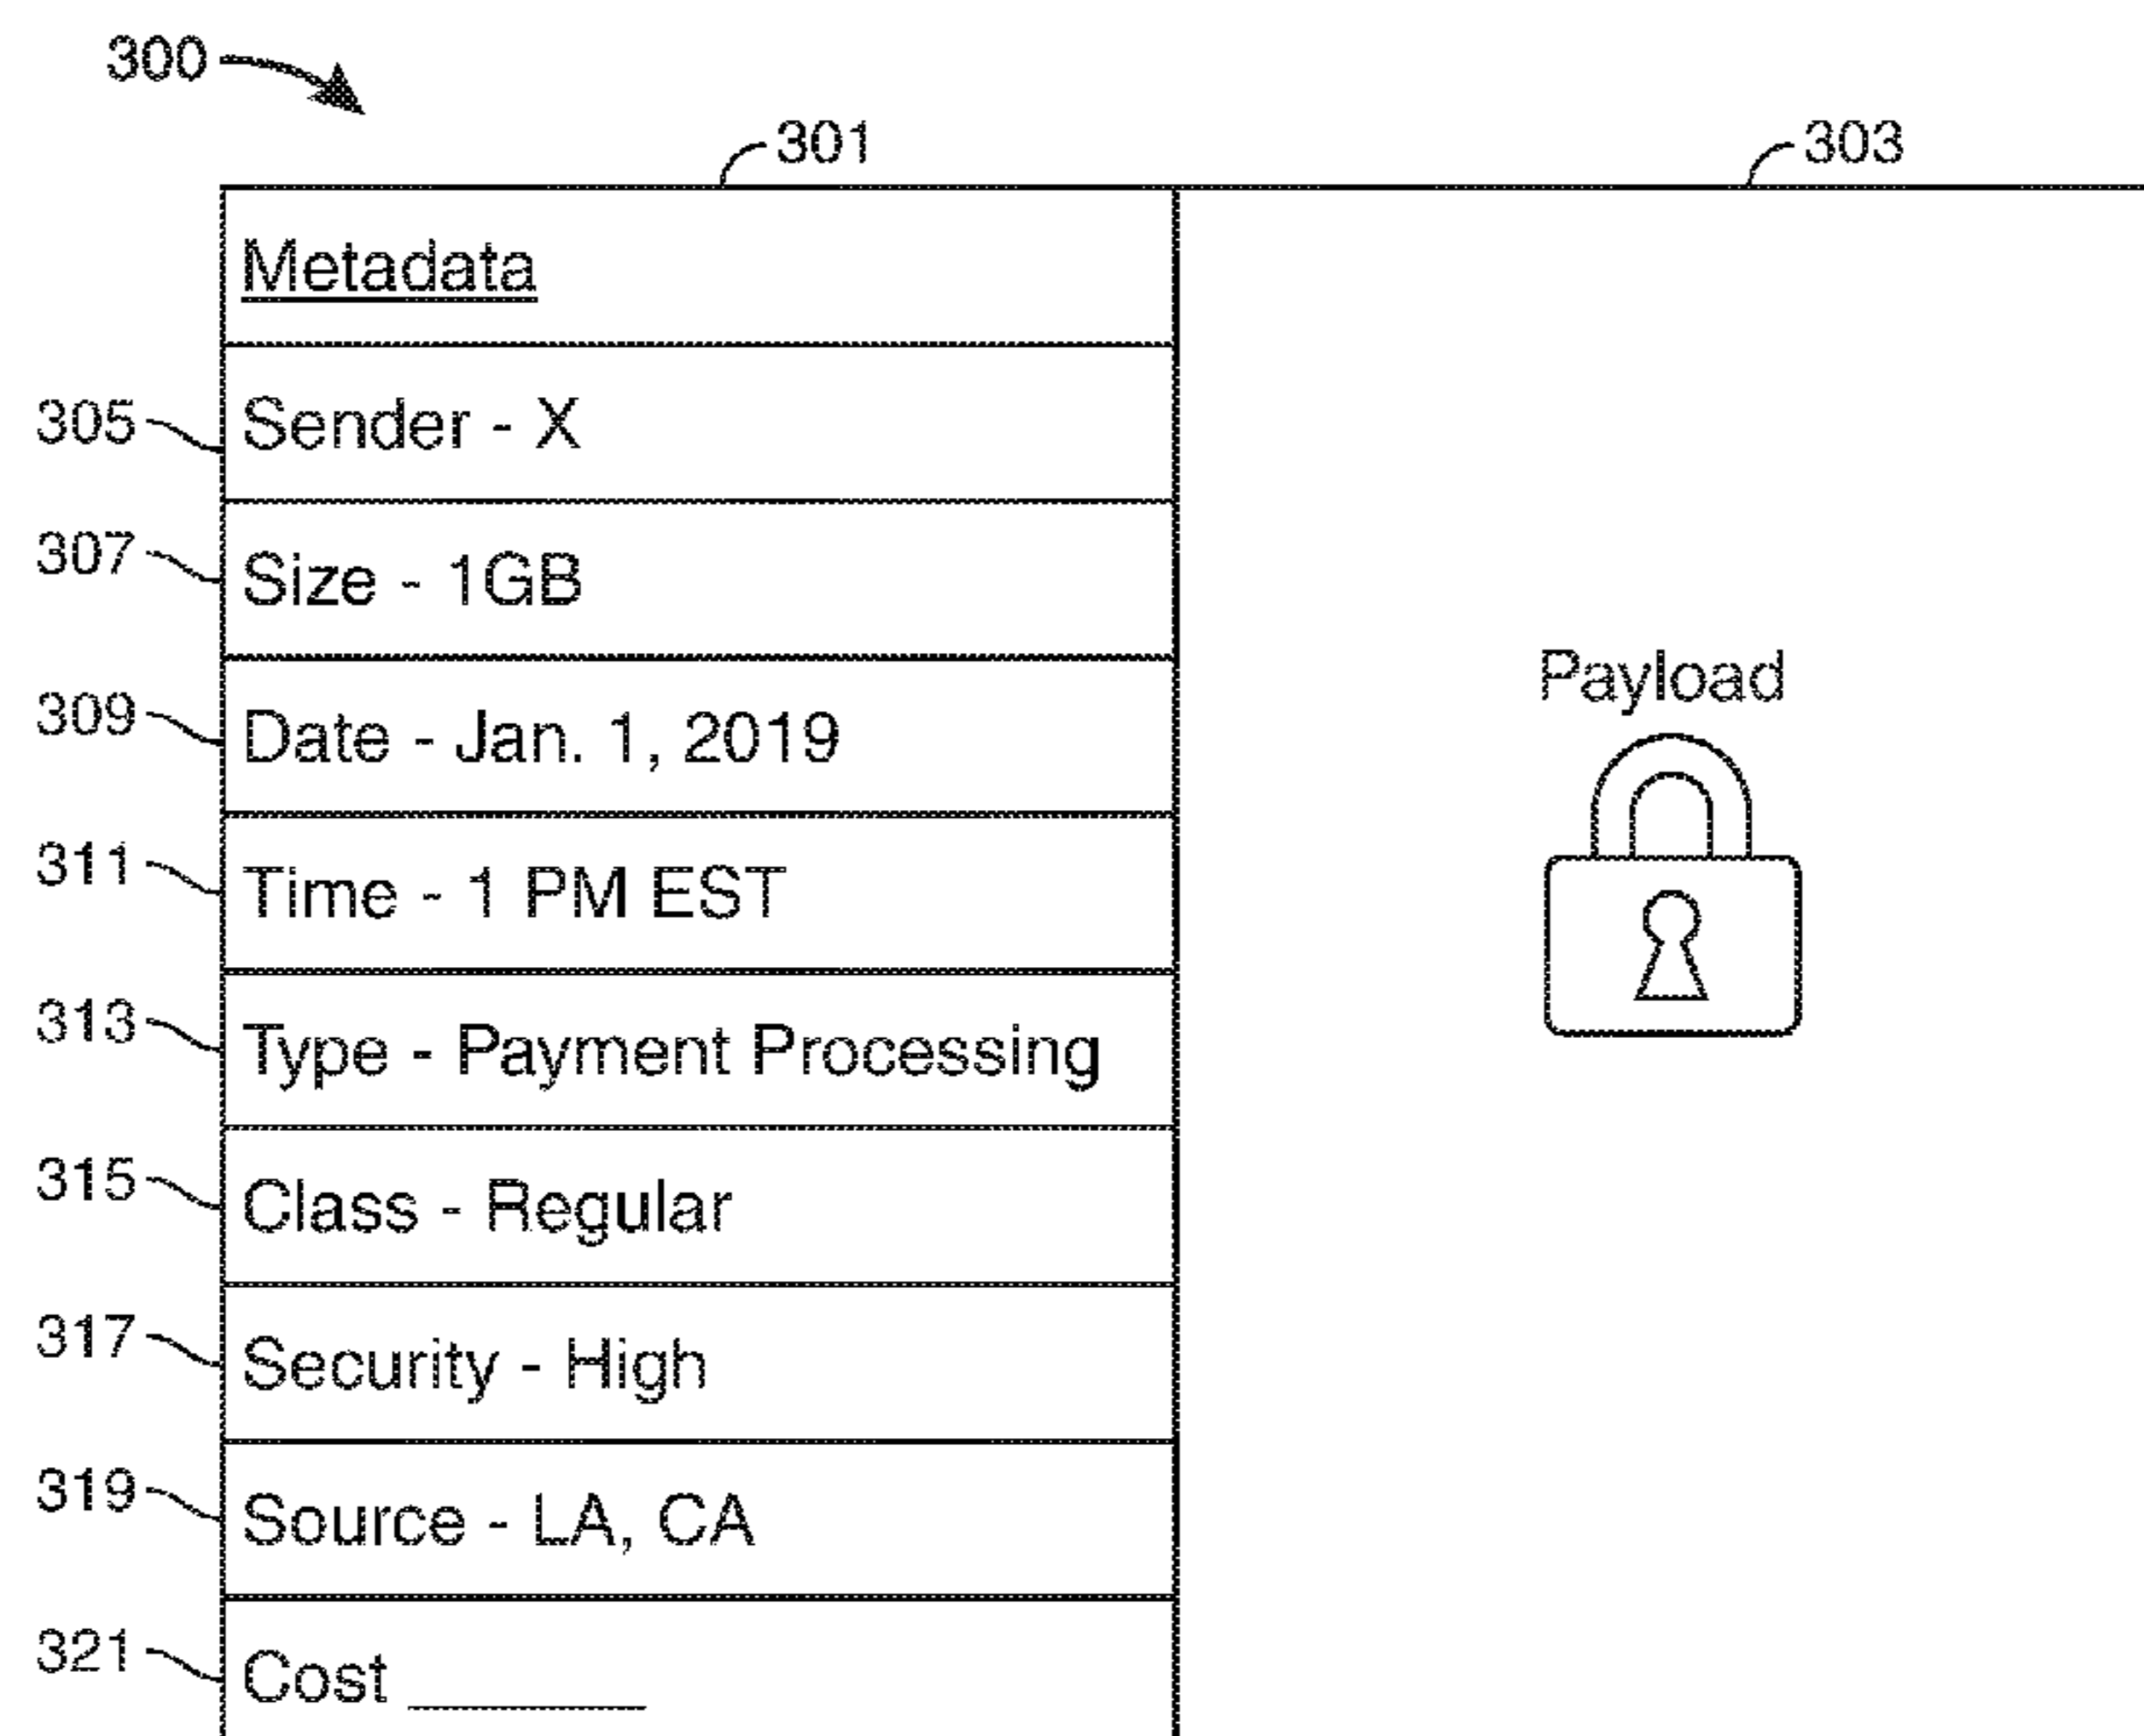 300
301
303
Metadata
305 Sender - X
307 Size - 1GB
Payload
309 Date - Jan. 1, 2019
311 Time - 1 PM EST
313 Type - Payment Processing
315 Class - Regular
317 Security - High
319 Source - LA, CA
321 Cost ________